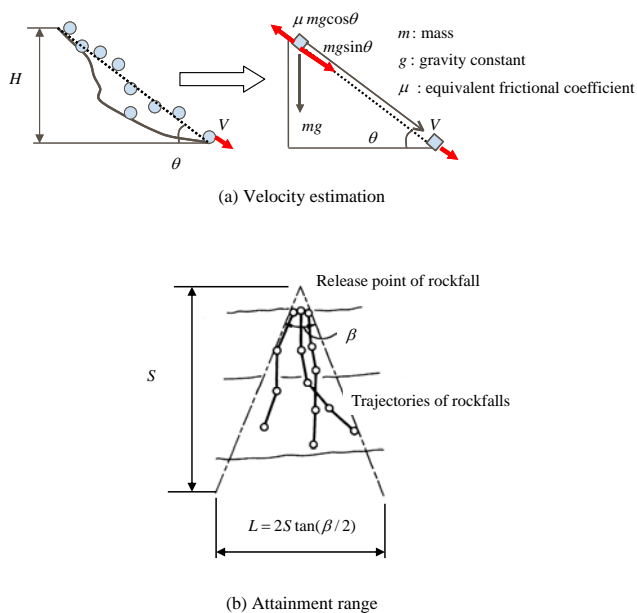 μ mgcosθ
mgsinθ
m : mass
g : gravity constant
μ : equivalent frictional coefficient
H
V
θ
mg
θ
V
(a) Velocity estimation
Release point of rockfall
β
S
Trajectories of rockfalls
L = 2S tan(β / 2)
(b) Attainment range